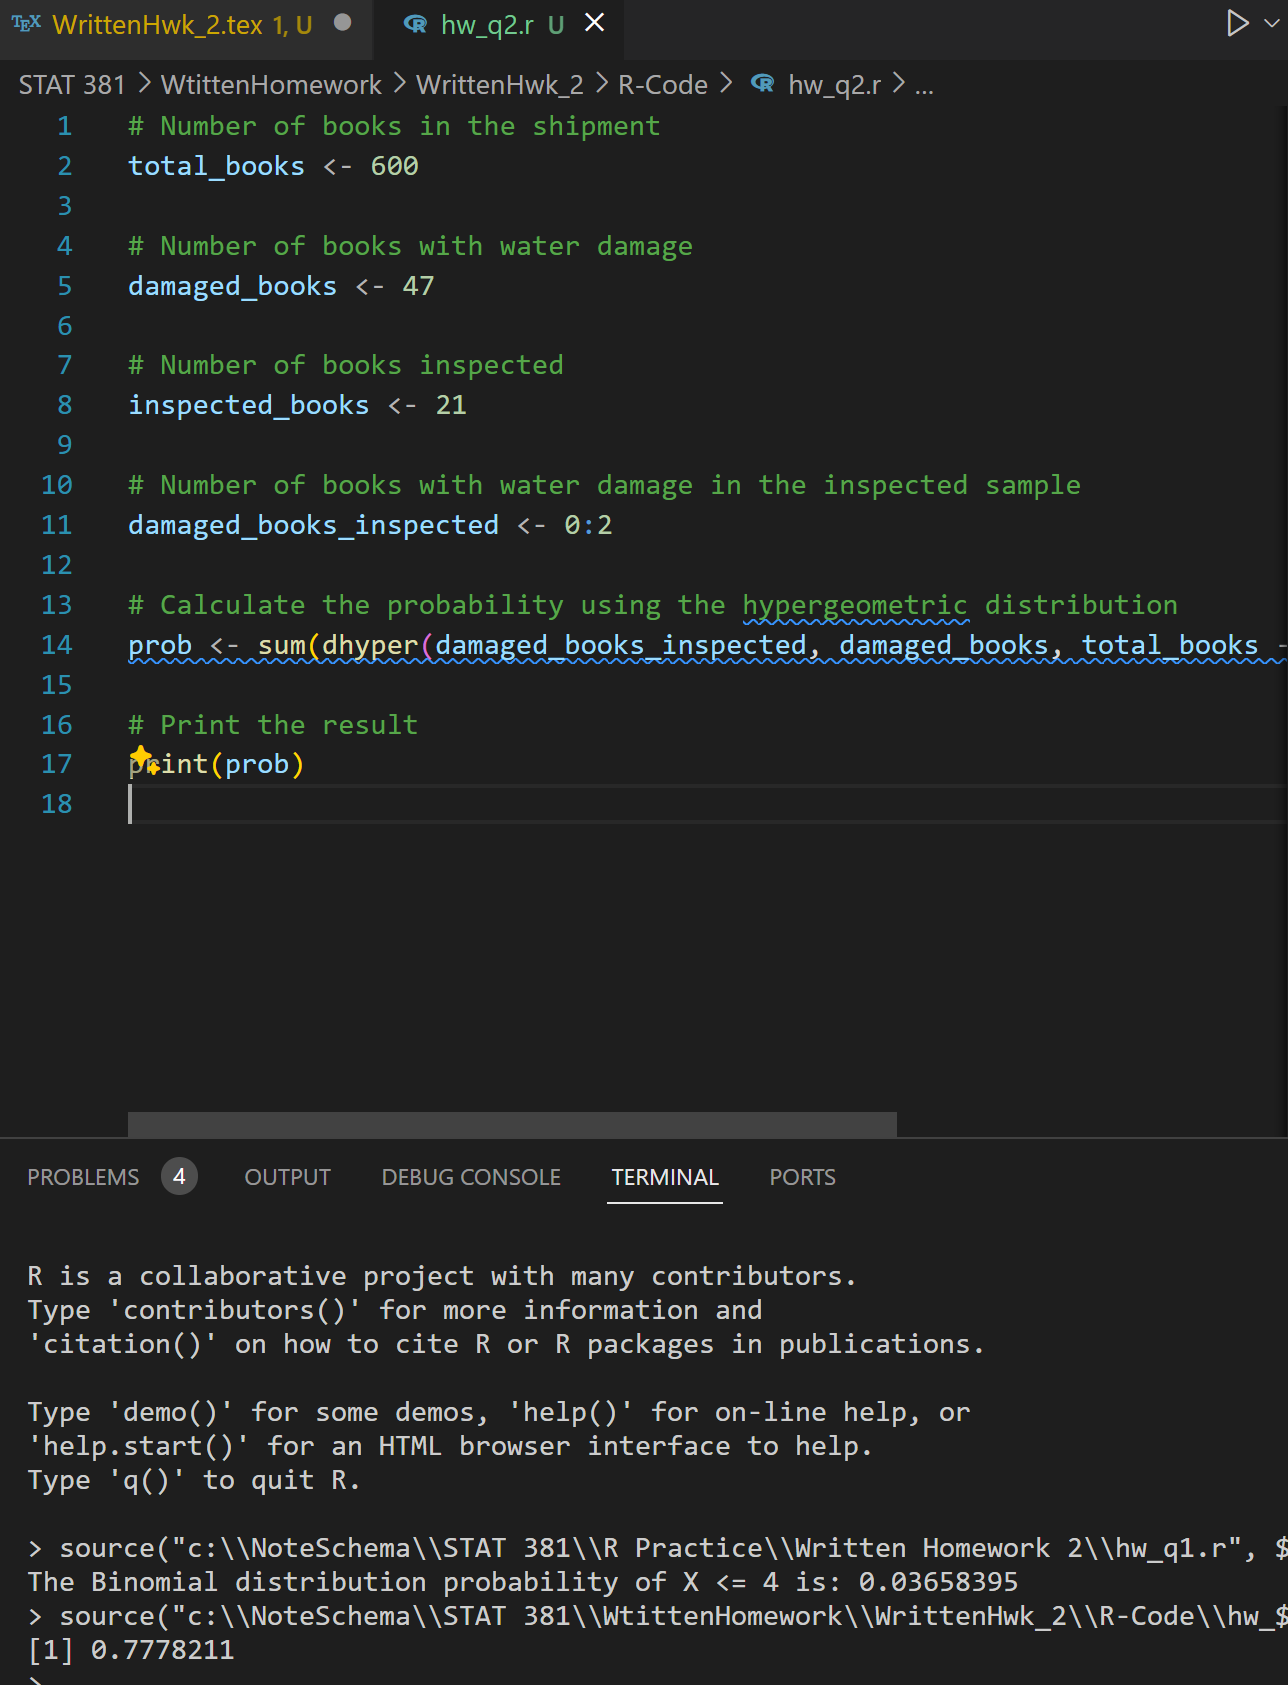 TEX WrittenHwk_2.tex 1, U ● R hw_q2.r U ×
STAT 381 > WtittenHomework > WrittenHwk_2 > R-Code > R hw_q2.r > ...
1 # Number of books in the shipment
2 total_books <- 600
3
4 # Number of books with water damage
5 damaged_books <- 47
6
7 # Number of books inspected
8 inspected_books <- 21
9
10 # Number of books with water damage in the inspected sample
11 damaged_books_inspected <- 0:2
12
13 # Calculate the probability using the hypergeometric distribution
14 prob <- sum(dhyper(damaged_books_inspected, damaged_books, total_books -
15
16 # Print the result
17 print(prob)
18
PROBLEMS 4 OUTPUT DEBUG CONSOLE TERMINAL PORTS
R is a collaborative project with many contributors.
Type 'contributors()' for more information and
'citation()' on how to cite R or R packages in publications.
Type 'demo()' for some demos, 'help()' for on-line help, or
'help.start()' for an HTML browser interface to help.
Type 'q()' to quit R.
> source("c:\\NoteSchema\\STAT 381\\R Practice\\Written Homework 2\\hw_q1.r", $
The Binomial distribution probability of X <= 4 is: 0.03658395
> source("c:\\NoteSchema\\STAT 381\\WtittenHomework\\WrittenHwk_2\\R-Code\\hw_$
[1] 0.7778211
>